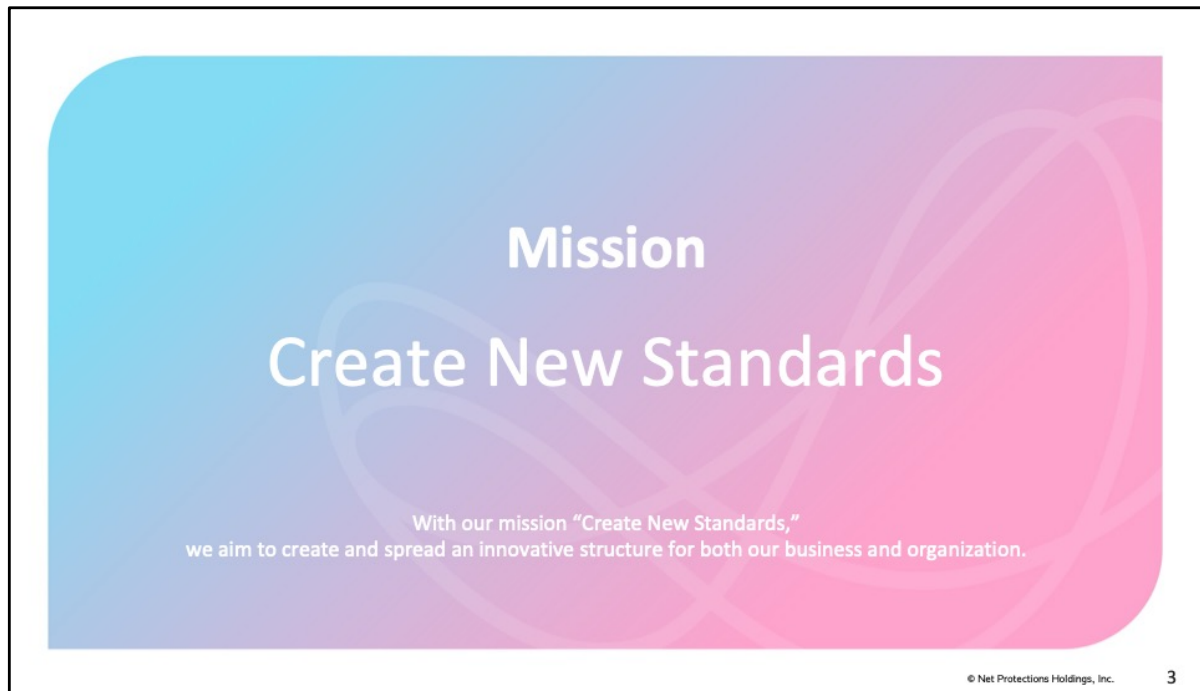 Mission
Create New Standards
With our mission “Create New Standards,”
we aim to create and spread an innovative structure for both our business and organization.
© Net Protections Holdings, Inc.
3